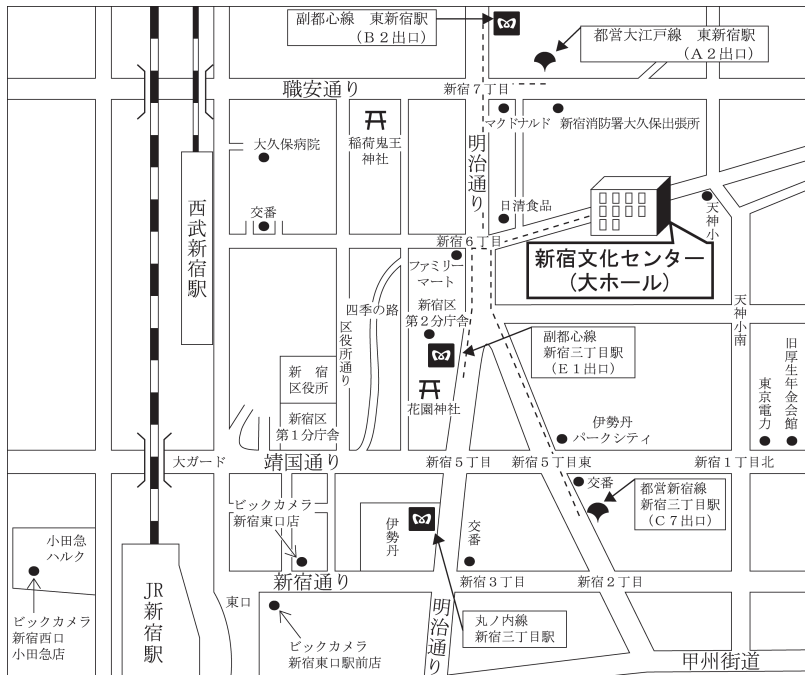 副都心線　東新宿駅
（Ｂ２出口）
都営大江戸線　東新宿駅
（Ａ２出口）
職安通り
新宿７丁目
マクドナルド
新宿消防署大久保出張所
大久保病院
稲荷鬼王
神社
明治通り
西武新宿駅
交番
日清食品
天神小
新宿６丁目
新宿文化センター
（大ホール）
ファミリー
マート
四季の路
新宿区
第２分庁舎
区役所通り
天神小南
副都心線
新宿三丁目駅
（Ｅ１出口）
旧厚生年金会館
東京電力
新　宿
区役所
花園神社
新宿区
第１分庁舎
伊勢丹
パークシティ
大ガード
靖国通り
新宿５丁目
新宿５丁目東
新宿１丁目北
交番
都営新宿線
新宿三丁目駅
（Ｃ７出口）
ビックカメラ
新宿東口店
伊勢丹
交番
小田急
ハルク
新宿通り
新宿３丁目
新宿２丁目
JR新宿駅
東口
ビックカメラ
新宿西口
小田急店
ビックカメラ
新宿東口駅前店
明治通り
丸ノ内線
新宿三丁目駅
甲州街道